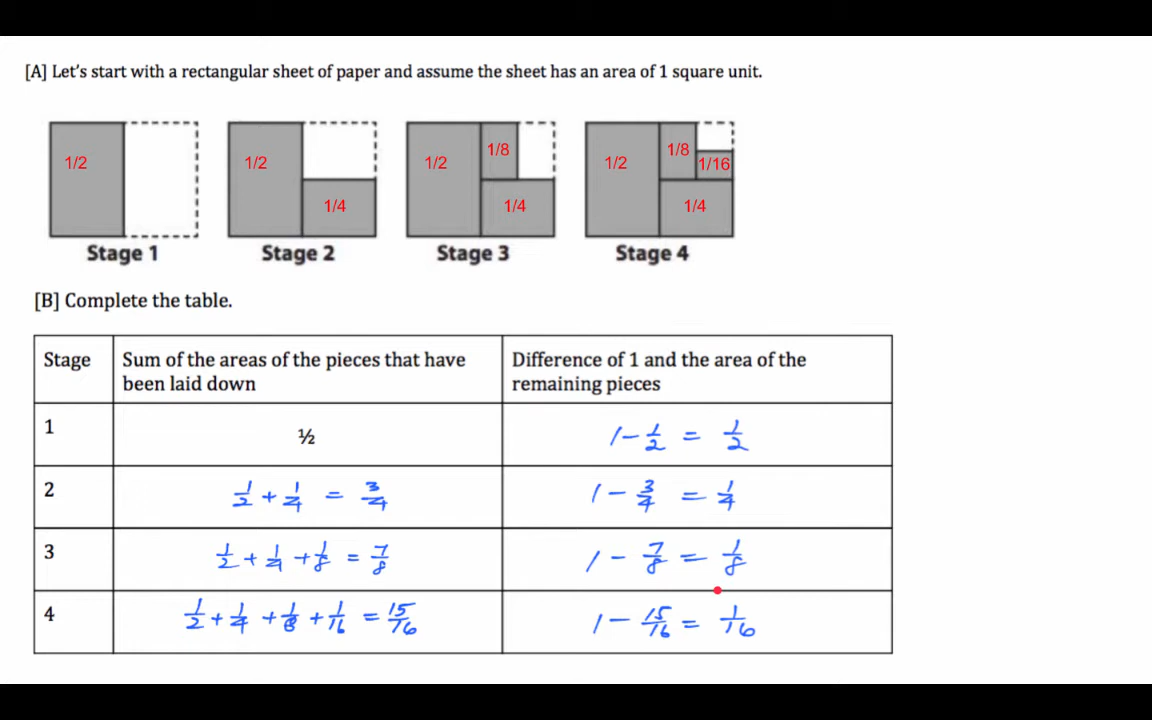 [A] Let's start with a rectangular sheet of paper and assume the sheet has an area of 1 square unit.
1/2
1/2
1/4
1/2
1/8
1/4
1/2
1/8
1/16
1/4
Stage 1
Stage 2
Stage 3
Stage 4
[B] Complete the table.
Stage
Sum of the areas of the pieces that have
been laid down
Difference of 1 and the area of the
remaining pieces
1
½
1 - 1/2 = 1/2
2
1/2 + 1/4 = 3/4
1 - 3/4 = 1/4
3
1/2 + 1/4 + 1/8 = 7/8
1 - 7/8 = 1/8
4
1/2 + 1/4 + 1/8 + 1/16 = 15/16
1 - 15/16 = 1/16